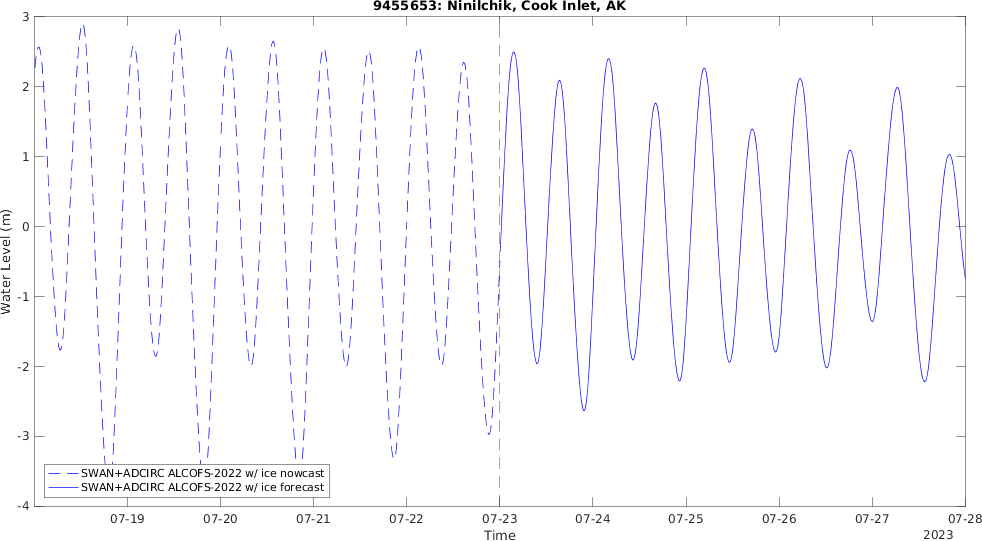 9455653: Ninilchik, Cook Inlet, AK
3
2
1
0
-1
-2
-3
-4
Water Level (m)
SWAN+ADCIRC ALCOFS-2022 w/ ice nowcast
SWAN+ADCIRC ALCOFS-2022 w/ ice forecast
07-19 07-20 07-21 07-22 07-23 07-24 07-25 07-26 07-27 07-28
Time
2023